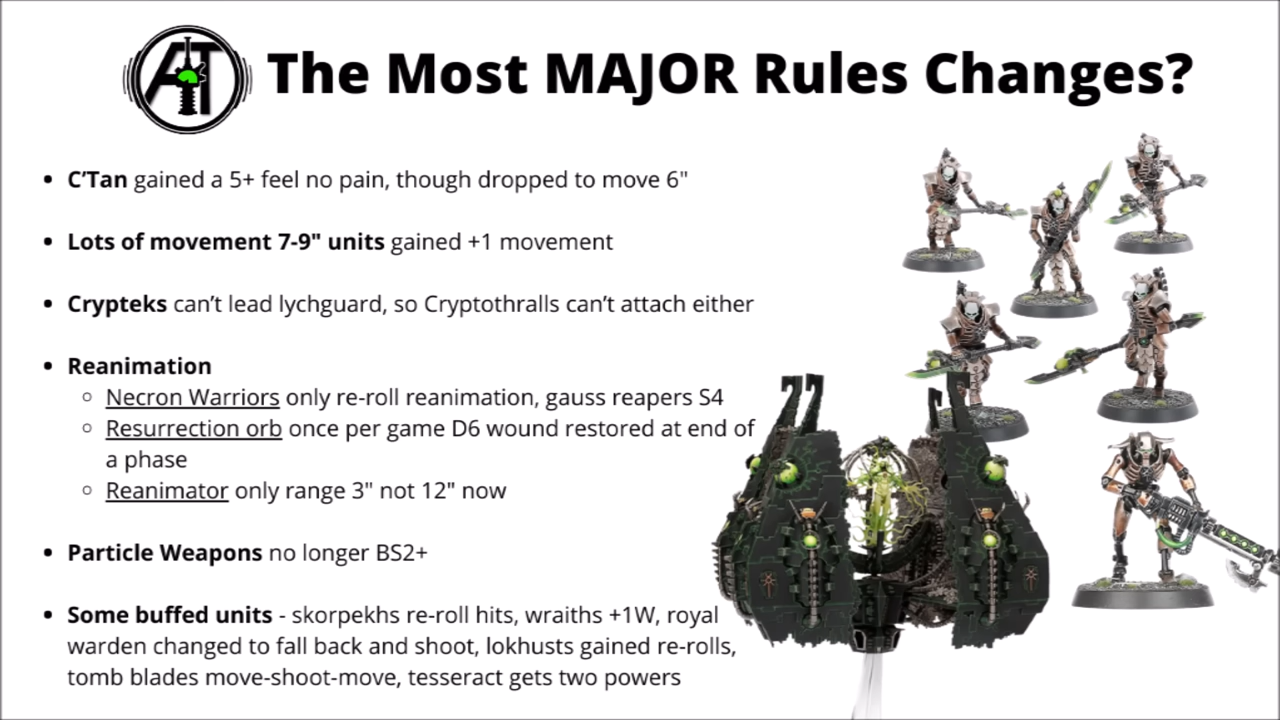 AT
The Most MAJOR Rules Changes?
• C'Tan gained a 5+ feel no pain, though dropped to move 6"
• Lots of movement 7-9" units gained +1 movement
• Crypteks can't lead lychguard, so Cryptothralls can't attach either
• Reanimation
○ Necron Warriors only re-roll reanimation, gauss reapers S4
○ Resurrection orb once per game D6 wound restored at end of
a phase
○ Reanimator only range 3" not 12" now
• Particle Weapons no longer BS2+
• Some buffed units - skorpekhs re-roll hits, wraiths +1W, royal
warden changed to fall back and shoot, lokhusts gained re-rolls,
tomb blades move-shoot-move, tesseract gets two powers